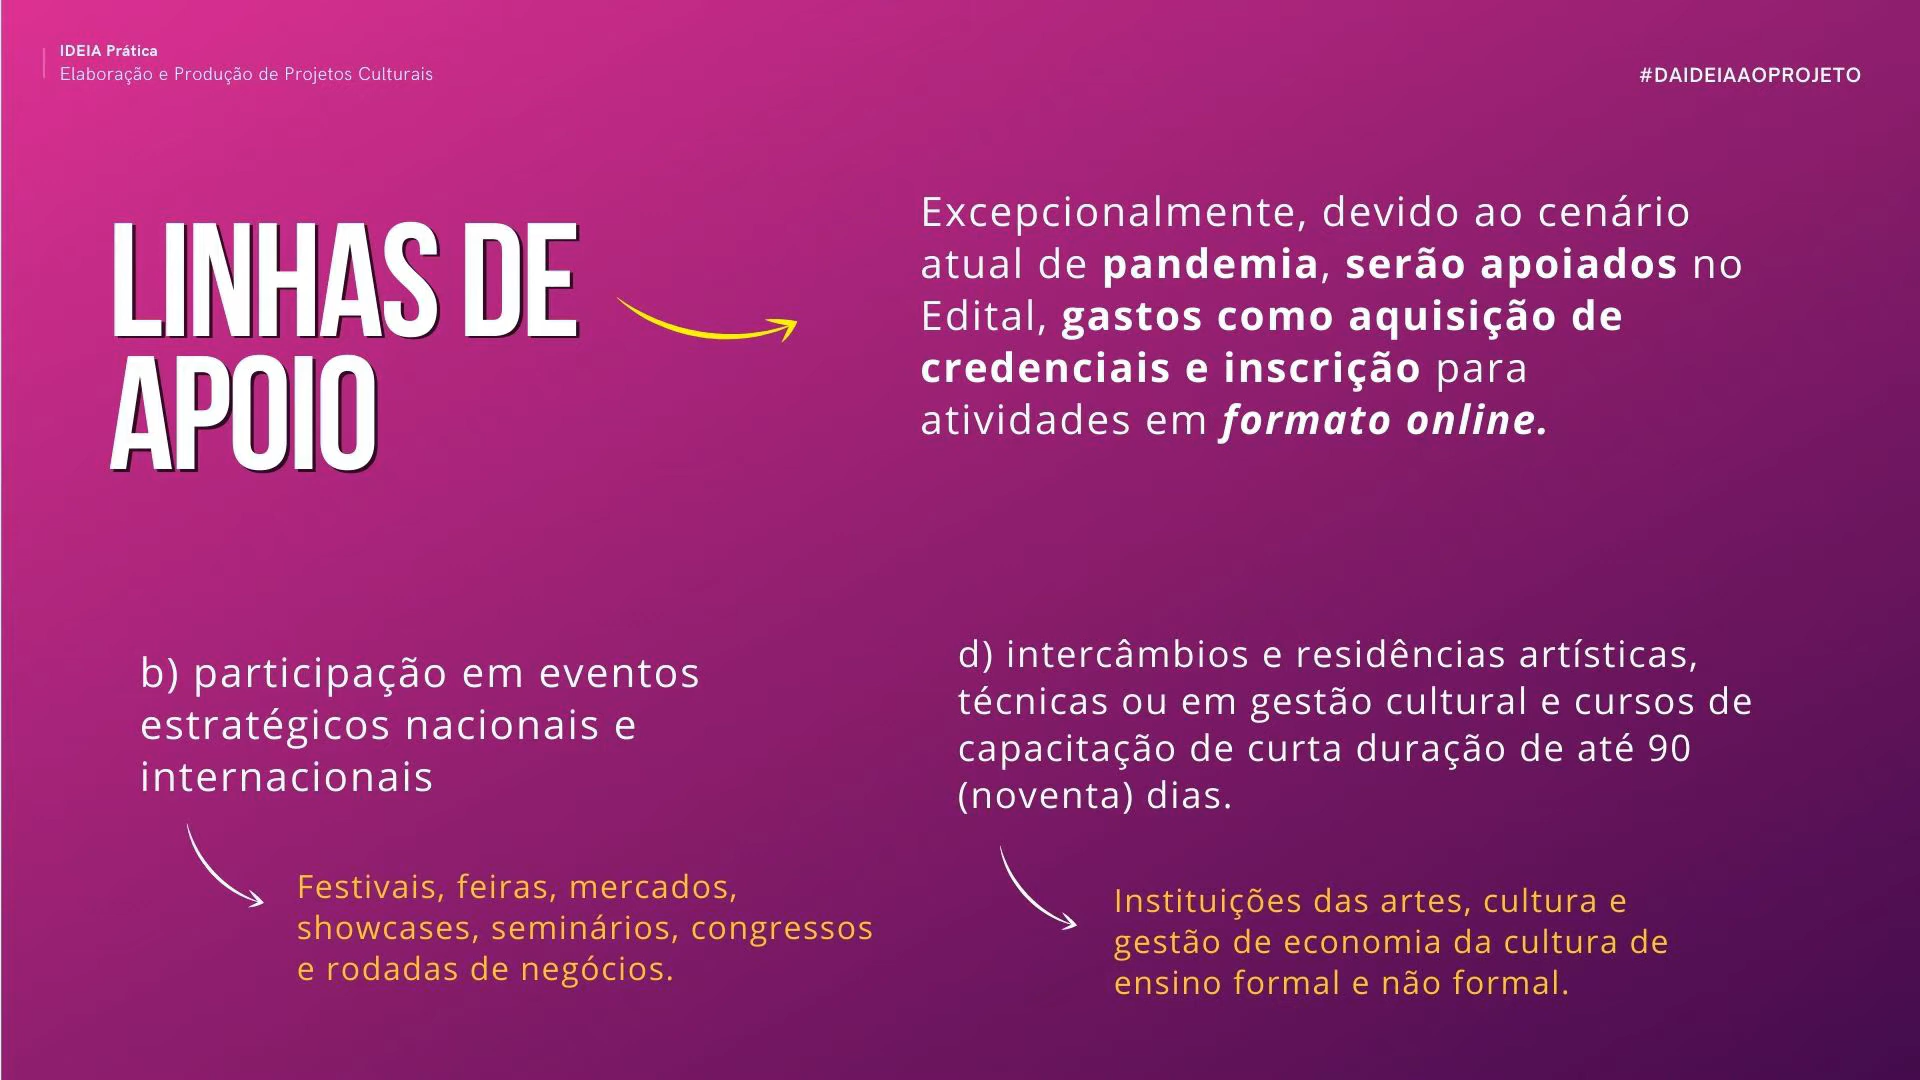 IDEIA Prática
Elaboração e Produção de Projetos Culturais
#DAIDEIAAOPROJETO
LINHAS DE
APOIO
Excepcionalmente, devido ao cenário
atual de pandemia, serão apoiados no
Edital, gastos como aquisição de
credenciais e inscrição para
atividades em formato online.
b) participação em eventos
estratégicos nacionais e
internacionais
Festivais, feiras, mercados,
showcases, seminários, congressos
e rodadas de negócios.
d) intercâmbios e residências artísticas,
técnicas ou em gestão cultural e cursos de
capacitação de curta duração de até 90
(noventa) dias.
Instituições das artes, cultura e
gestão de economia da cultura de
ensino formal e não formal.